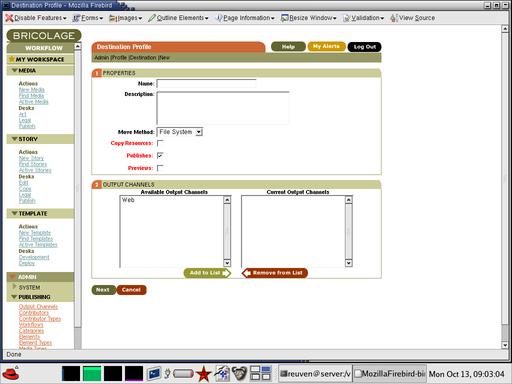 Destination Profile - Mozilla Firebird
Disable Features Forms Images Outline Elements Page Information Resize Window Validation View Source
BRICOLAGE
WORKFLOW
MY WORKSPACE
MEDIA
Actions
New Media
Find Media
Active Media
Desks
Art
Legal
Publish
STORY
Actions
New Story
Find Stories
Active Stories
Desks
Edit
Copy
Legal
Publish
TEMPLATE
Actions
New Template
Find Templates
Active Templates
Desks
Development
Deploy
ADMIN
SYSTEM
PUBLISHING
Output Channels
Contributors
Contributor Types
Workflows
Categories
Elements
Element Types
Media Types
Destination Profile
Help
My Alerts
Log Out
Admin |Profile |Destination |New
1 PROPERTIES
Name:
Description:
Move Method: File System
Copy Resources:
Publishes:
Previews:
2 OUTPUT CHANNELS
Available Output Channels Current Output Channels
Web
Add to List Remove from List
Next Cancel
Done
reuven@server:/v
MozillaFirebird-bi
Mon Oct 13, 09:03:04